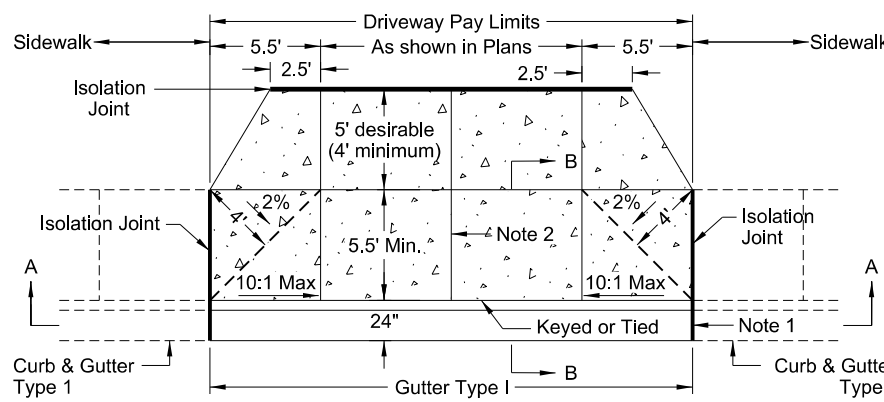 Driveway Pay Limits
Sidewalk
Sidewalk
5.5'
As shown in Plans
5.5'
2.5'
2.5'
Isolation
Joint
5' desirable
(4' minimum)
B
2%
2%
4'
4'
Isolation Joint
Isolation
Joint
5.5' Min.
Note 2
A
A
10:1 Max
10:1 Max
24"
Keyed or Tied
Note 1
Curb & Gutter
Type 1
B
Curb & Gutte
Type
Gutter Type I